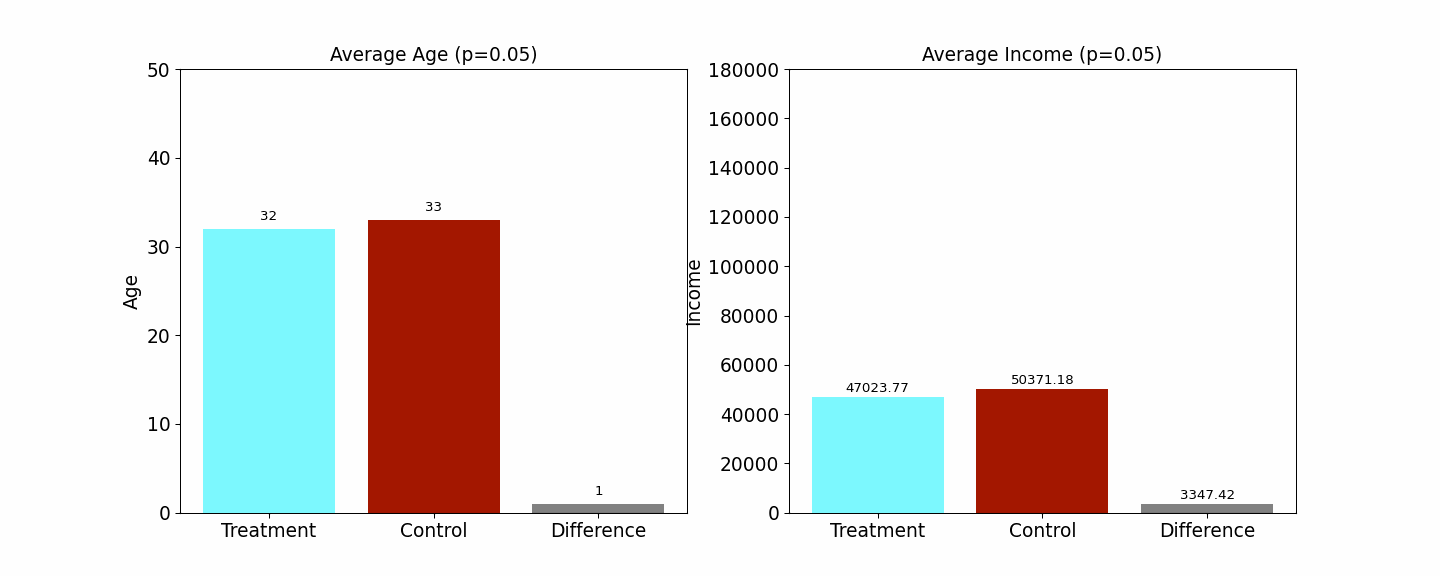 Average Age (p=0.05)
50
40
30
20
10
0
Age
32
33
1
Treatment
Control
Difference
Average Income (p=0.05)
180000
160000
140000
120000
100000
80000
60000
40000
20000
0
Income
47023.77
50371.18
3347.42
Treatment
Control
Difference